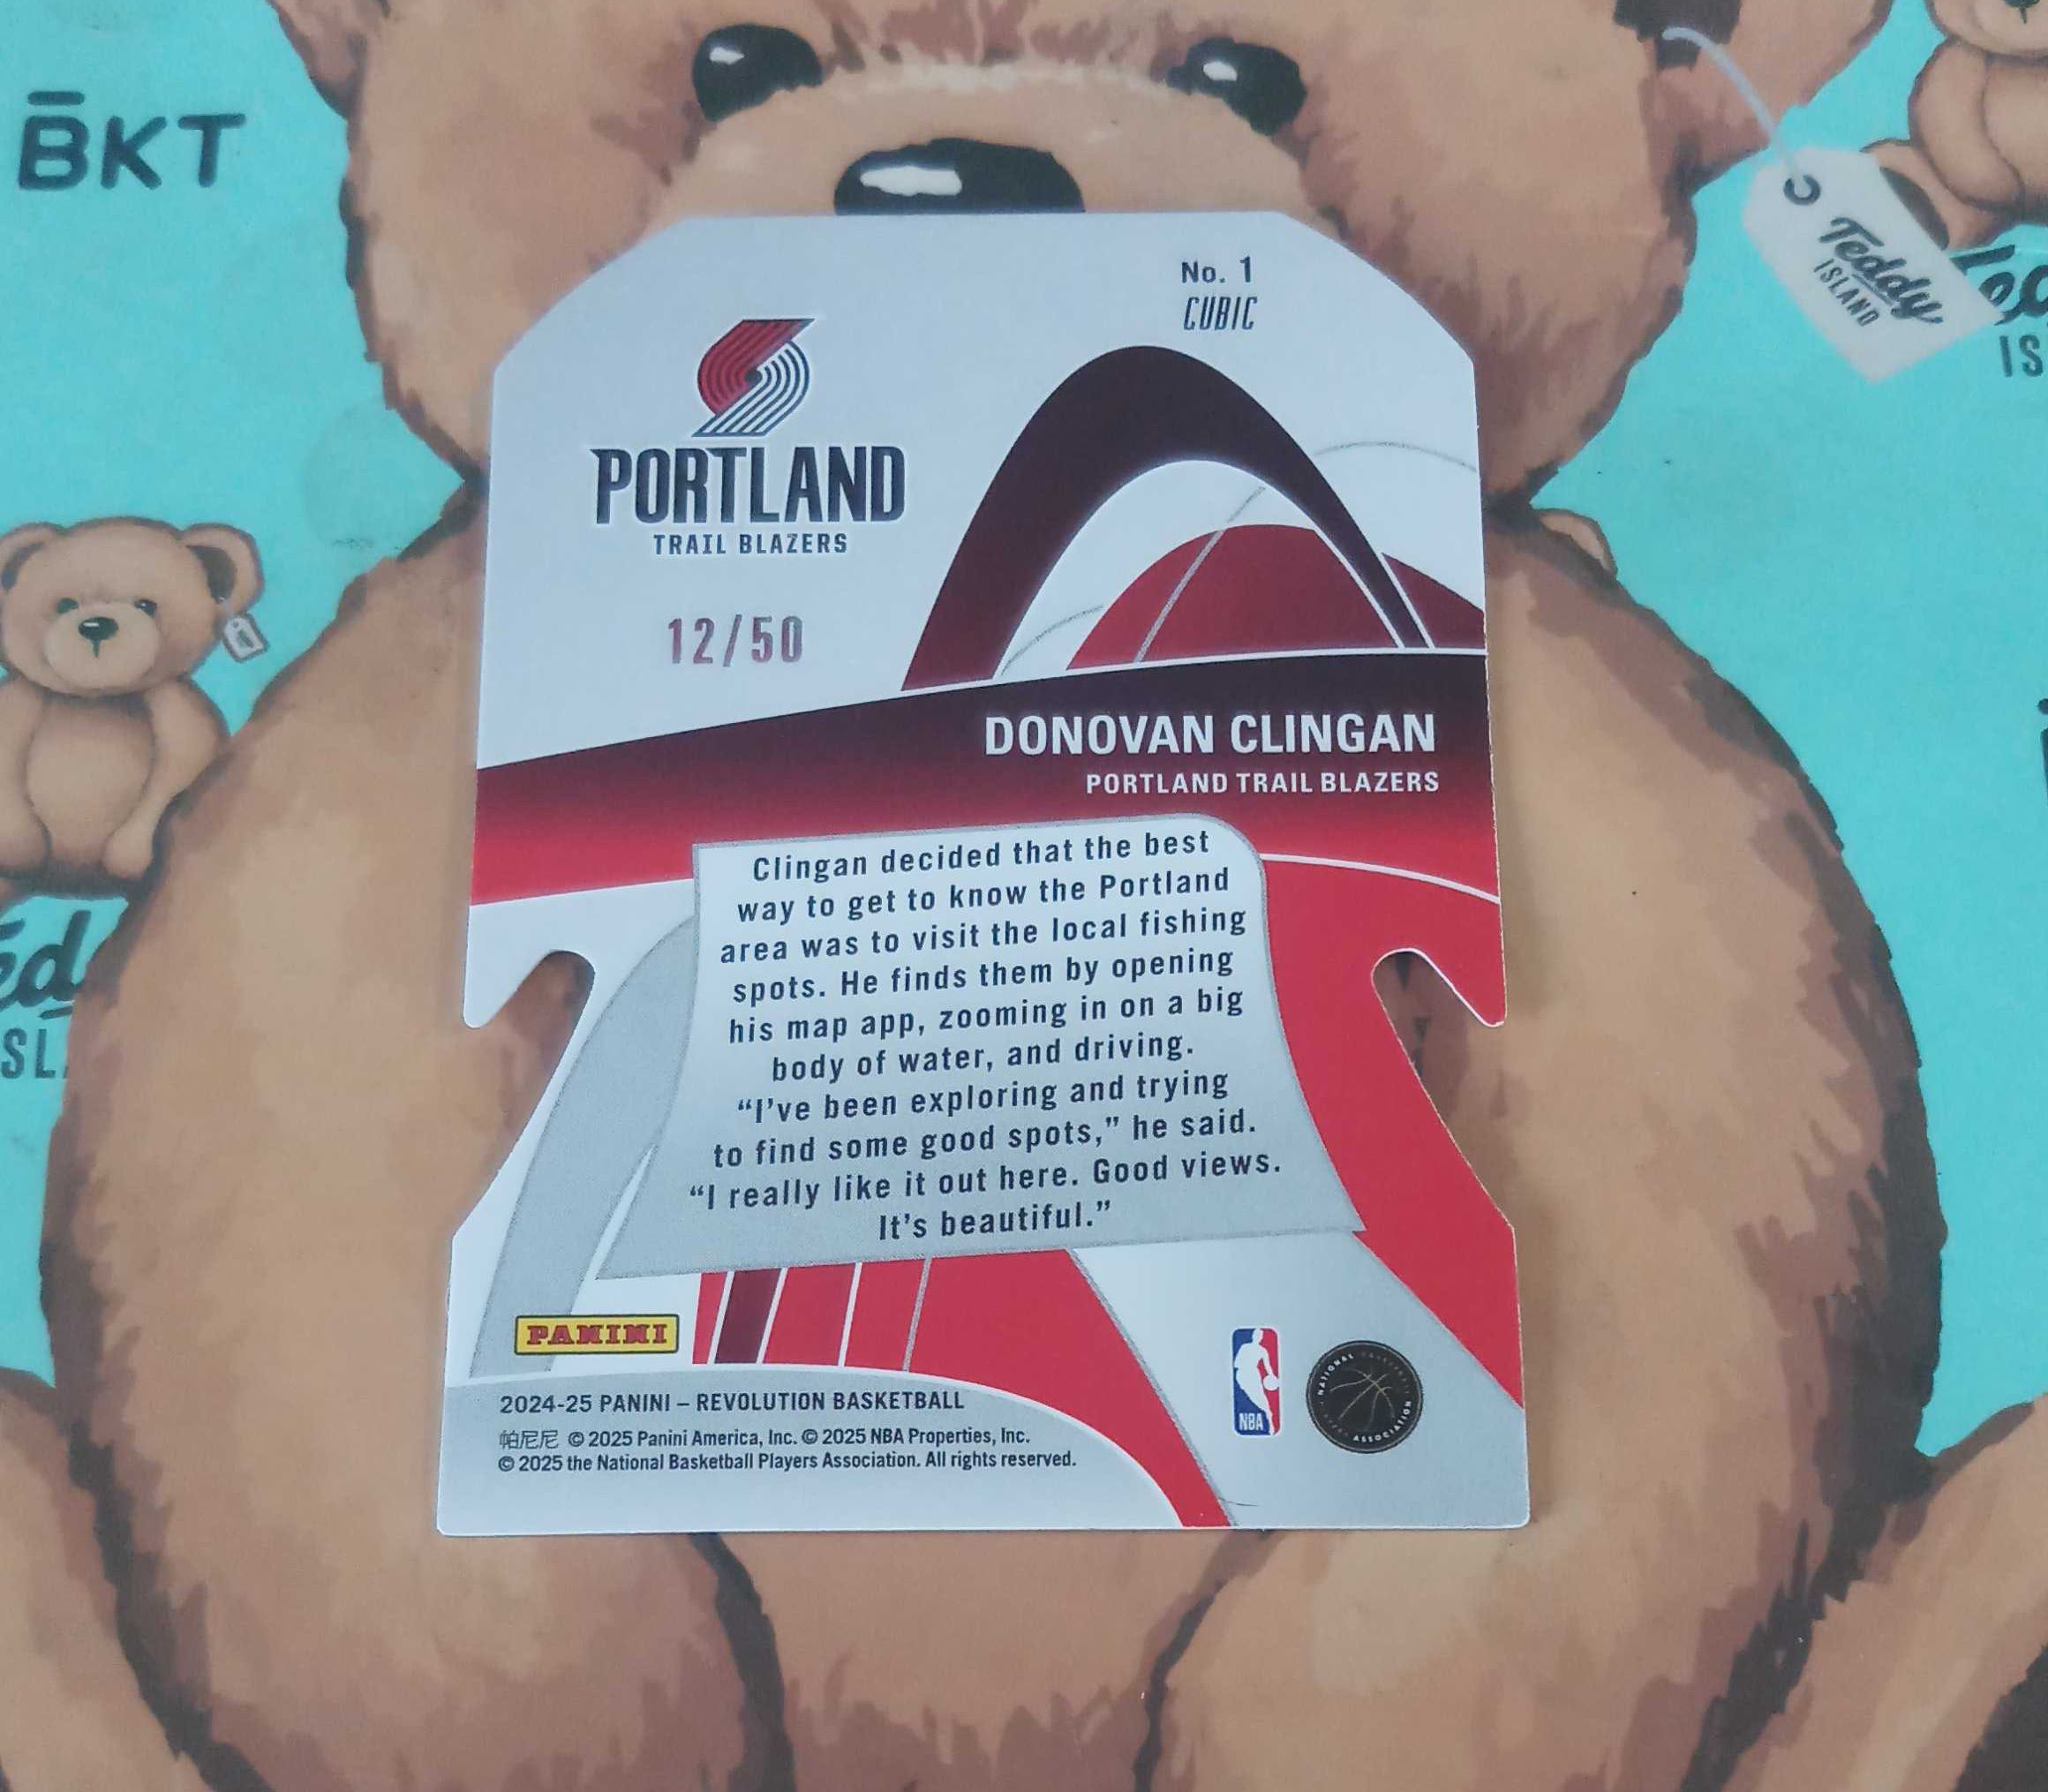 BKT
Teddy
ISLAND
IS
No. 1
CUBIC
PORTLAND
TRAIL BLAZERS
12/50
DONOVAN CLINGAN
PORTLAND TRAIL BLAZERS
Clingan decided that the best
way to get to know the Portland
area was to visit the local fishing
spots. He finds them by opening
his map app, zooming in on a big
body of water, and driving.
“I’ve been exploring and trying
to find some good spots,” he said.
“I really like it out here. Good views.
It’s beautiful.”
PANINI
NBA
NATIONAL BASKETBALL
ASSOCIATION
2024-25 PANINI – REVOLUTION BASKETBALL
帕尼尼 © 2025 Panini America, Inc. © 2025 NBA Properties, Inc.
© 2025 the National Basketball Players Association. All rights reserved.